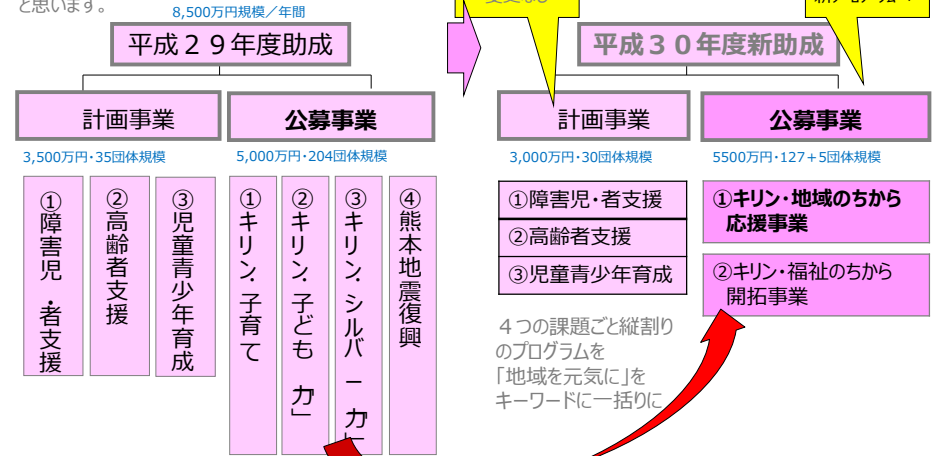 と思います。
8,500万円規模／年間
平成２９年度助成
計画事業
公募事業
3,500万円・35団体規模
5,000万円・204団体規模
①障害児・者支援
②高齢者支援
③児童青少年育成
①キリン・子育て
②キリン・子ども「力」
③キリン・シルバー「力」
④熊本地震復興
平成３０年度新助成
計画事業
公募事業
3,000万円・30団体規模
5500万円・127＋5団体規模
①障害児・者支援
②高齢者支援
③児童青少年育成
①キリン・地域のちから
応援事業
②キリン・福祉のちから
開拓事業
４つの課題ごと縦割り
のプログラムを
「地域を元気に」を
キーワードに一括りに